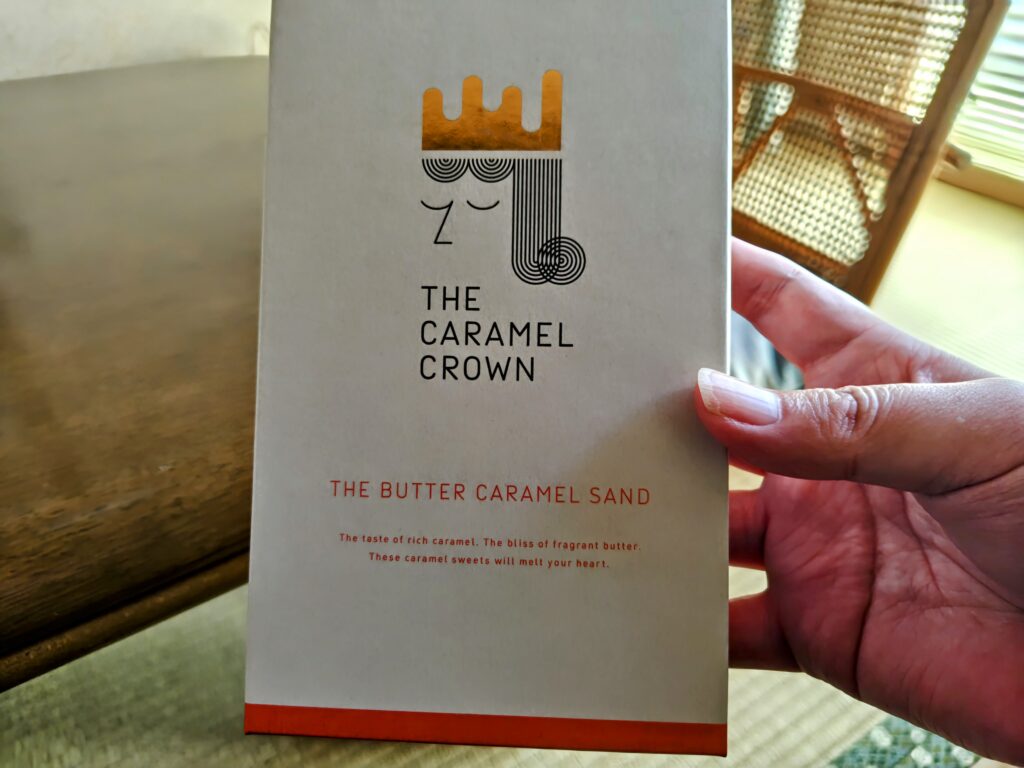 THE
CARAMEL
CROWN
THE BUTTER CARAMEL SAND
The taste of rich caramel. The bliss of fragrant butter.
These caramel sweets will melt your heart.